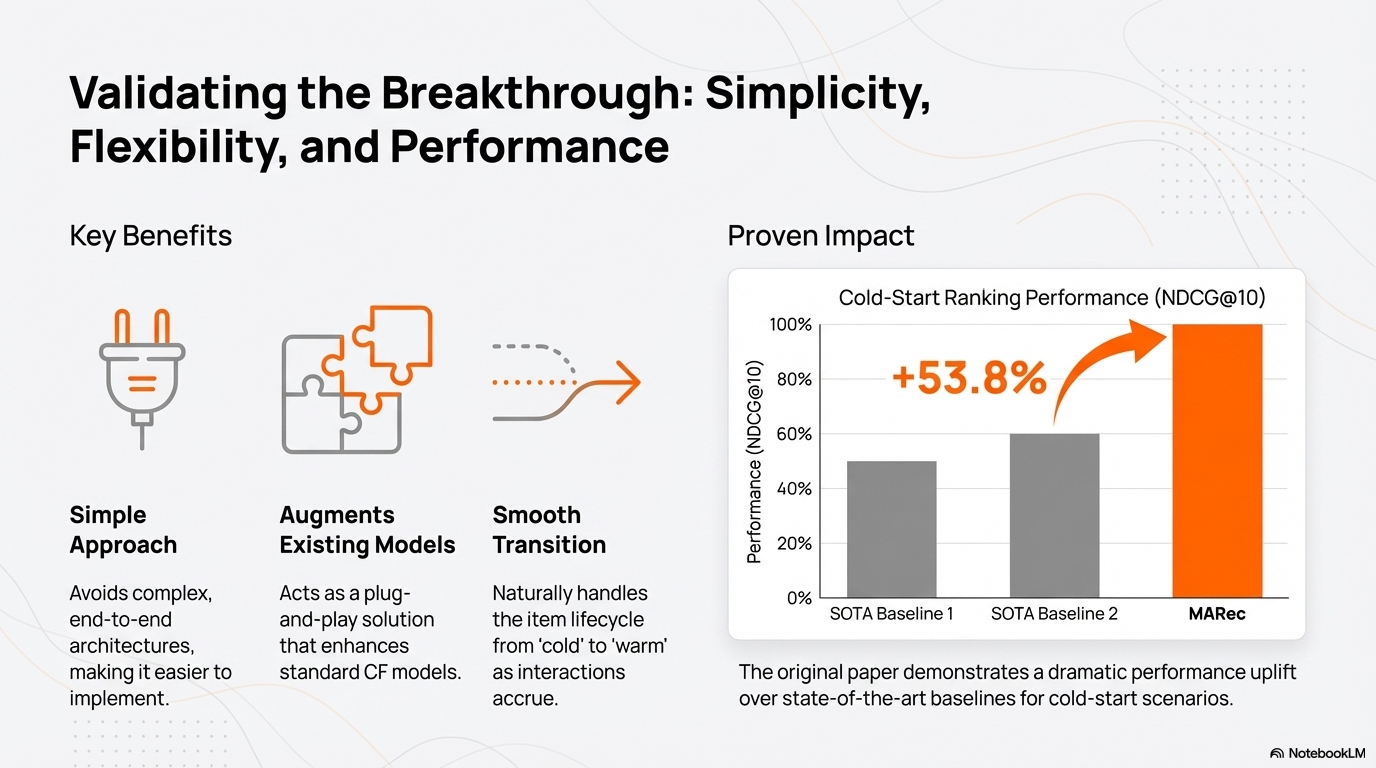 Validating the Breakthrough: Simplicity,
Flexibility, and Performance
Key Benefits
Simple
Approach
Avoids complex,
end-to-end
architectures,
making it easier to
implement.
Augments
Existing Models
Acts as a plug-
and-play solution
that enhances
standard CF models.
Smooth
Transition
Naturally handles
the item lifecycle
from 'cold' to 'warm'
as interactions
accrue.
Proven Impact
Cold-Start Ranking Performance (NDCG@10)
Performance (NDCG@10)
100%
80%
60%
40%
20%
0%
+53.8%
SOTA Baseline 1
SOTA Baseline 2
MARec
The original paper demonstrates a dramatic performance uplift
over state-of-the-art baselines for cold-start scenarios.
NotebookLM